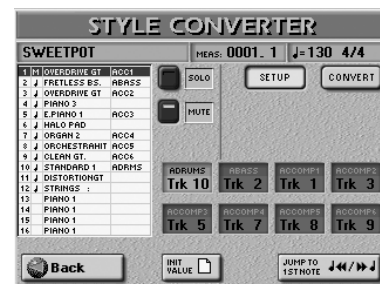 STYLE CONVERTER
SWEETPOT MEAS: 0001. 1 ♩=130 4/4
1 M OVERDRIVE GT ACC1
2 ♩ FRETLESS BS. ABASS
3 ♩ OVERDRIVE GT ACC2
4 ♩ PIANO 3
5 ♩ E.PIANO 1 ACC3
6 ♩ HALO PAD
7 ♩ ORGAN 2 ACC4
8 ♩ ORCHESTRAHIT ACC5
9 ♩ CLEAN GT. ACC6
10 ♩ STANDARD 1 ADRMS
11 ♩ DISTORTIONGT
12 ♩ STRINGS :
13 PIANO 1
14 PIANO 1
15 PIANO 1
16 PIANO 1
SOLO
MUTE
SETUP CONVERT
ADRUMS ABASS ACCOMP1 ACCOMP2
Trk 10 Trk 2 Trk 1 Trk 3
ACCOMP3 ACCOMP4 ACCOMP5 ACCOMP6
Trk 5 Trk 7 Trk 8 Trk 9
Back
INIT VALUE
JUMP TO 1ST NOTE ♩◀◀/▶▶♩